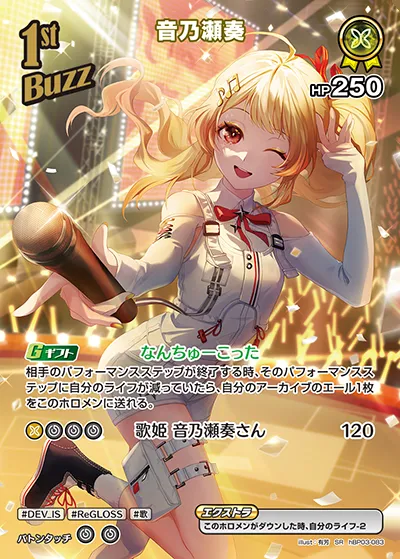 1st
Buzz
音乃瀬奏
HP250
Gギフト なんちゅーこった
相手のパフォーマンスステップが終了する時、そのパフォーマンスス
テップに自分のライフが減っていたら、自分のアーカイブのエール1枚
をこのホロメンに送れる。
歌姫 音乃瀬奏さん 120
#DEV_IS #ReGLOSS #歌
バトンタッチ
エクストラ
このホロメンがダウンした時、自分のライフ-2
illust:有芳 SR hBP03-083